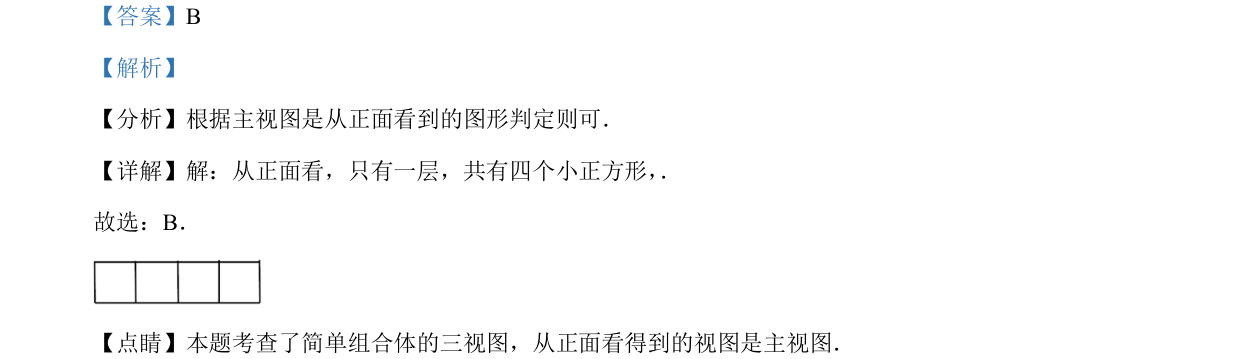 【答案】B
【解析】
【分析】根据主视图是从正面看到的图形判定则可．
【详解】解：从正面看，只有一层，共有四个小正方形，．
故选：B．
【点睛】本题考查了简单组合体的三视图，从正面看得到的视图是主视图．